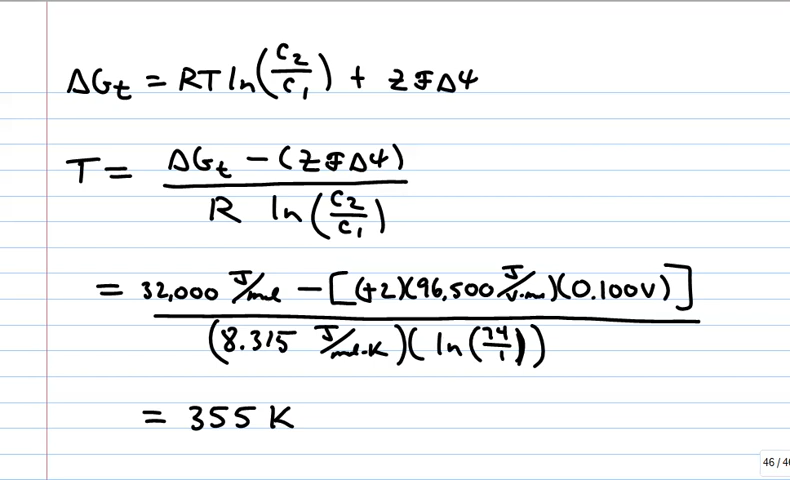 ΔGt = RT ln(C2/C1) + ZℱΔΨ
T = (ΔGt − (ZℱΔΨ)) / (R ln(C2/C1))
= (32,000 J/mol − [(+2)(96,500 J/V·mol)(0.100V)]) / ((8.315 J/mol·K)(ln(74/1)))
= 355 K
46 / 46